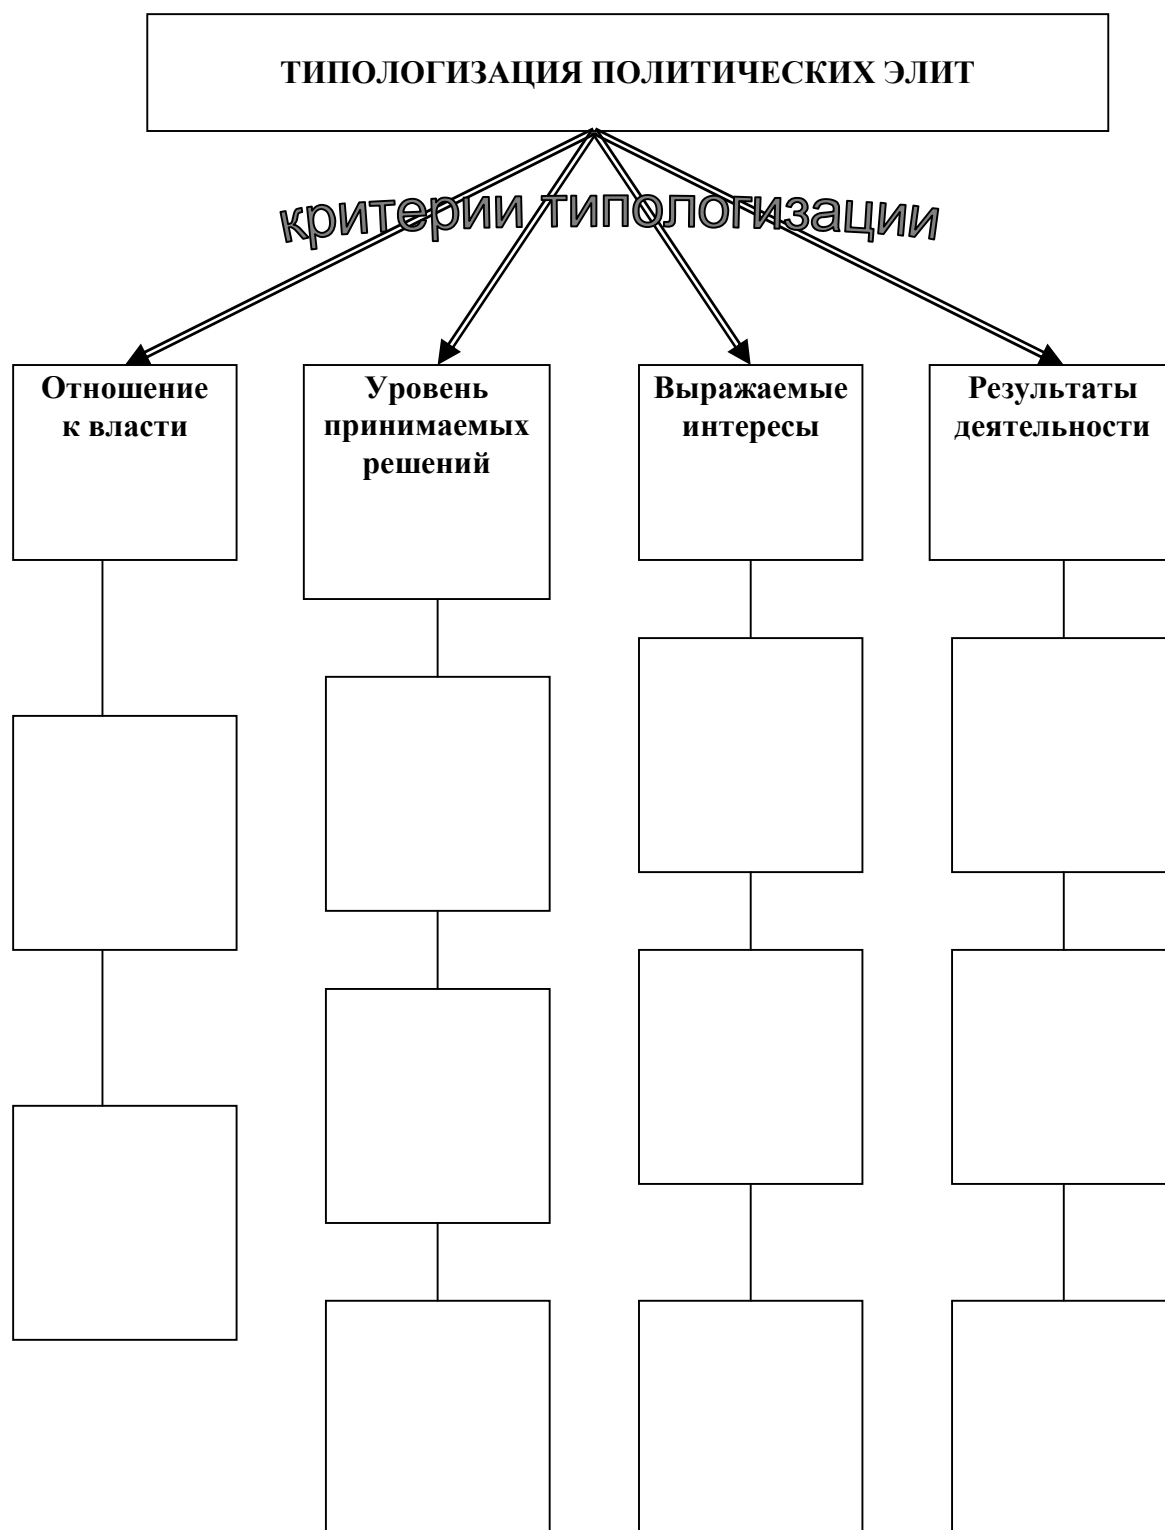 ТИПОЛОГИЗАЦИЯ ПОЛИТИЧЕСКИХ ЭЛИТ
критерии типологизации
Отношение
к власти
Уровень
принимаемых
решений
Выражаемые
интересы
Результаты
деятельности